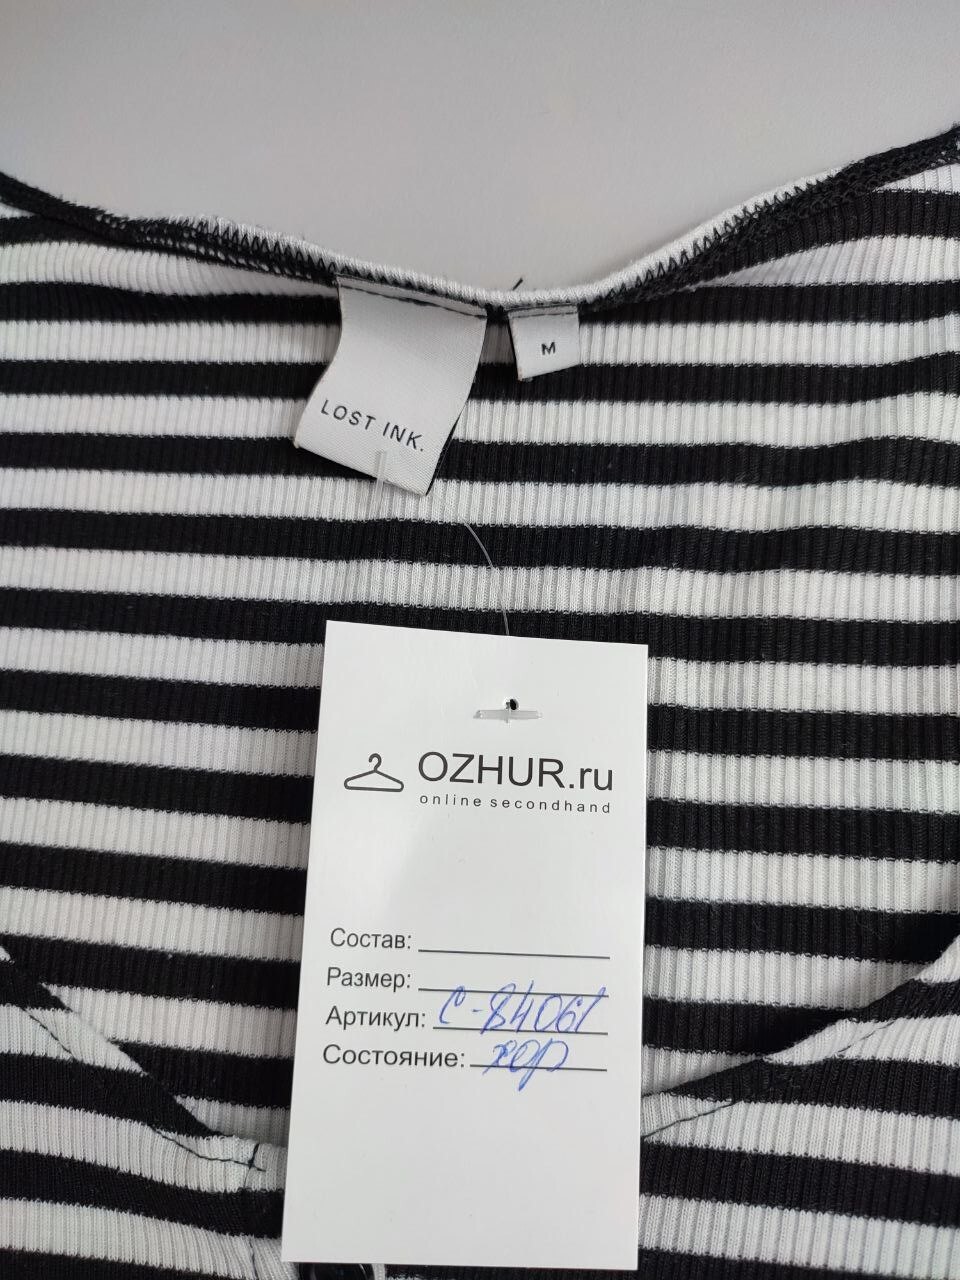 LOST INK.
M
OZHUR.ru
online secondhand
Состав:
Размер:
Артикул: С-84061
Состояние: хор